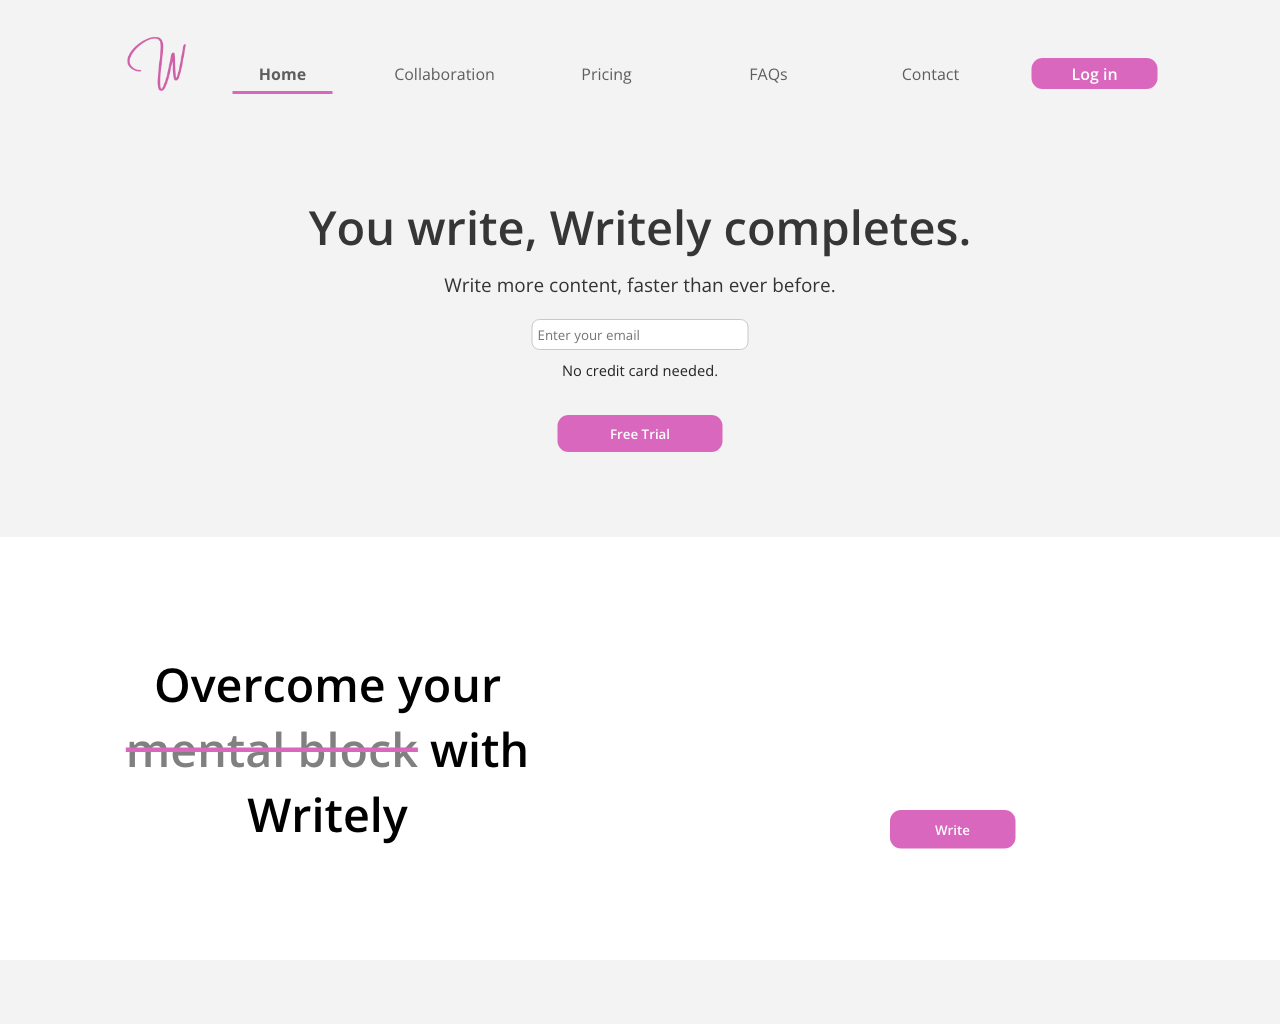 W
Home
Collaboration
Pricing
FAQs
Contact
Log in
You write, Writely completes.
Write more content, faster than ever before.
Enter your email
No credit card needed.
Free Trial
Overcome your
mental block with
Writely
Write